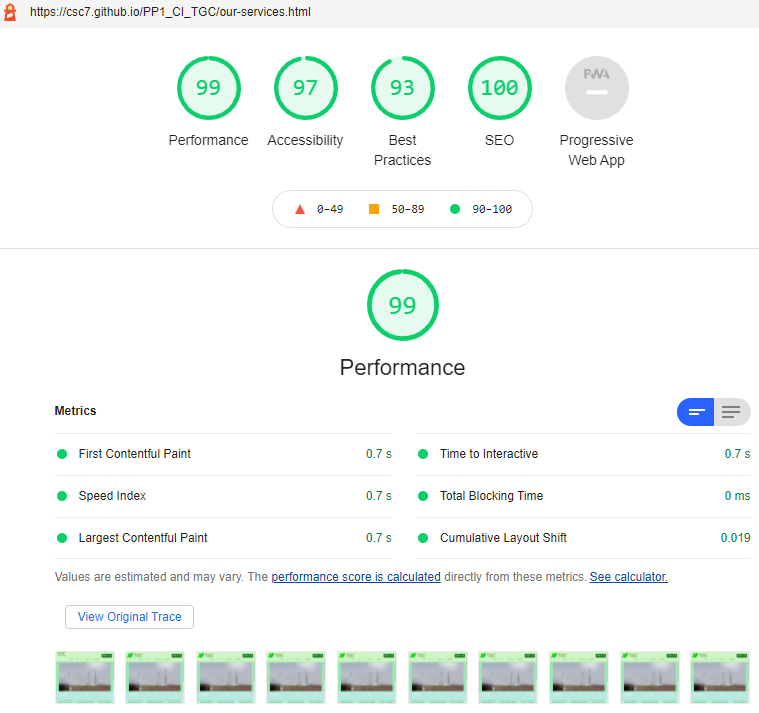 https://csc7.github.io/PP1_CI_TGC/our-services.html
99 97 93 100 PWA
Performance Accessibility Best Practices SEO Progressive Web App
0–49 50–89 90–100
99
Performance
Metrics
First Contentful Paint 0.7 s
Time to Interactive 0.7 s
Speed Index 0.7 s
Total Blocking Time 0 ms
Largest Contentful Paint 0.7 s
Cumulative Layout Shift 0.019
Values are estimated and may vary. The performance score is calculated directly from these metrics. See calculator.
View Original Trace